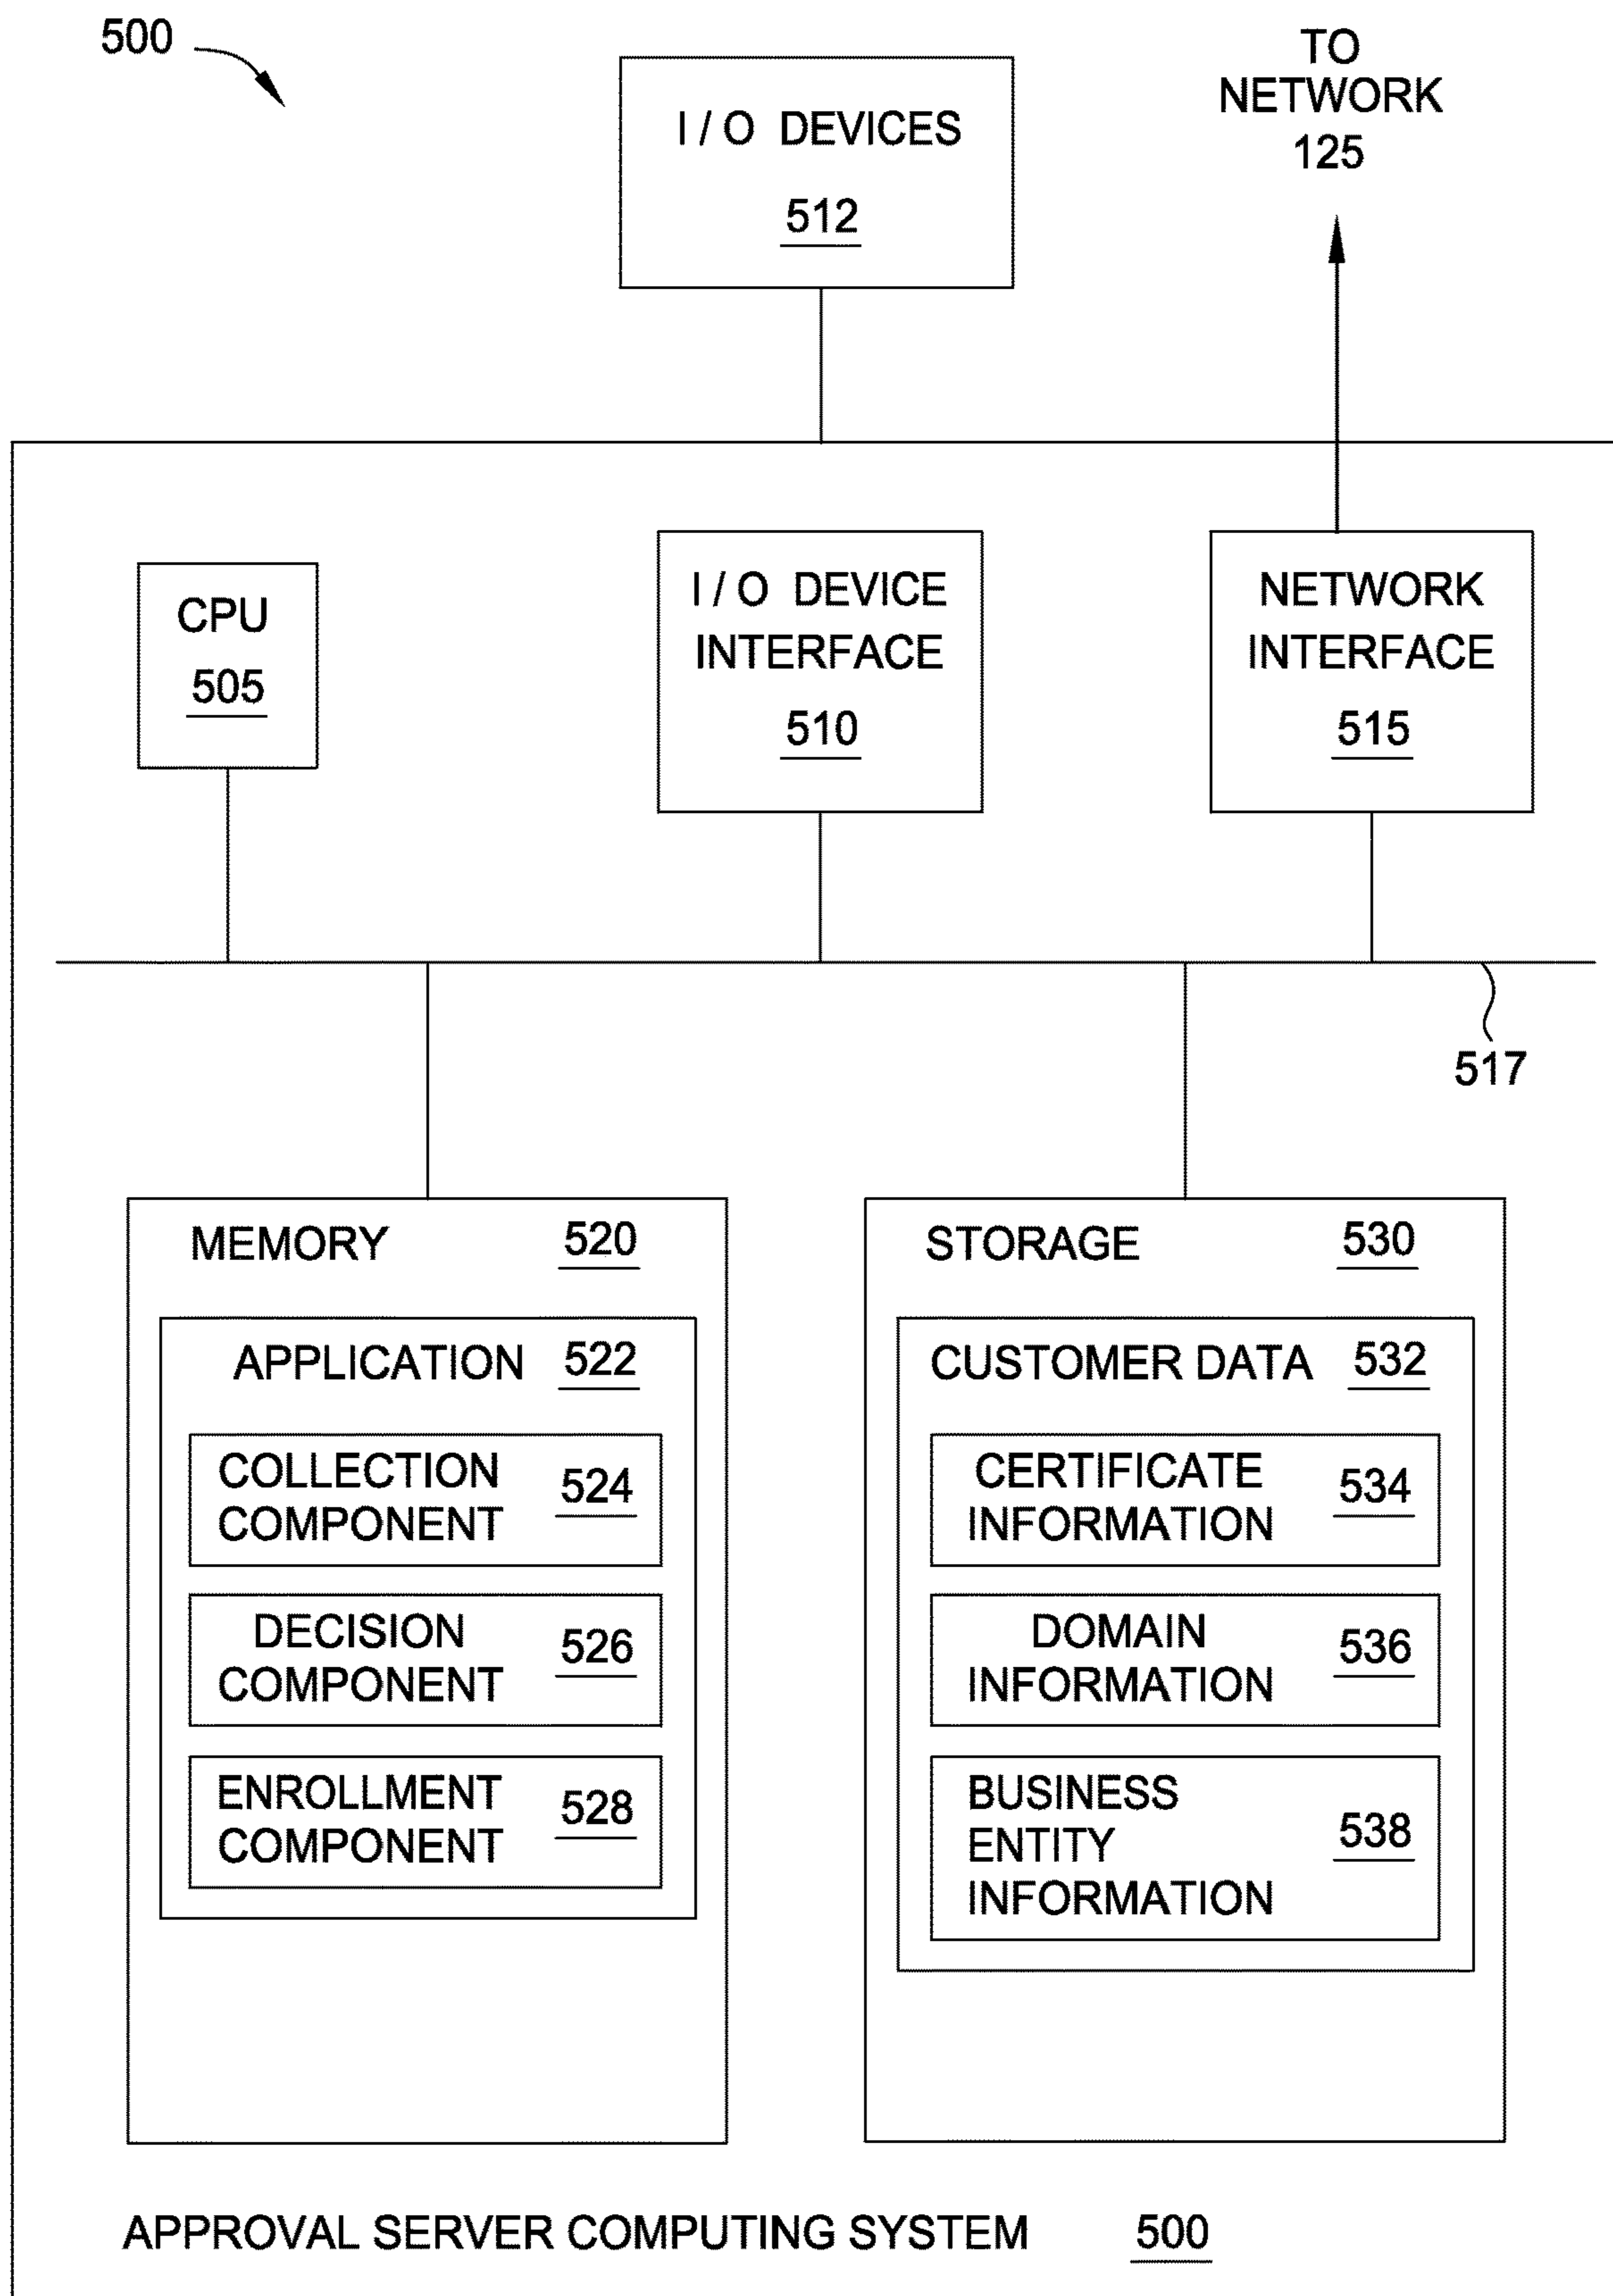 500
I / O DEVICES
512
TO
NETWORK
125
CPU
505
I / O DEVICE
INTERFACE
510
NETWORK
INTERFACE
515
517
MEMORY 520
APPLICATION 522
COLLECTION
COMPONENT
524
DECISION
COMPONENT
526
ENROLLMENT
COMPONENT
528
STORAGE 530
CUSTOMER DATA 532
CERTIFICATE
INFORMATION
534
DOMAIN
INFORMATION
536
BUSINESS
ENTITY
INFORMATION
538
APPROVAL SERVER COMPUTING SYSTEM 500